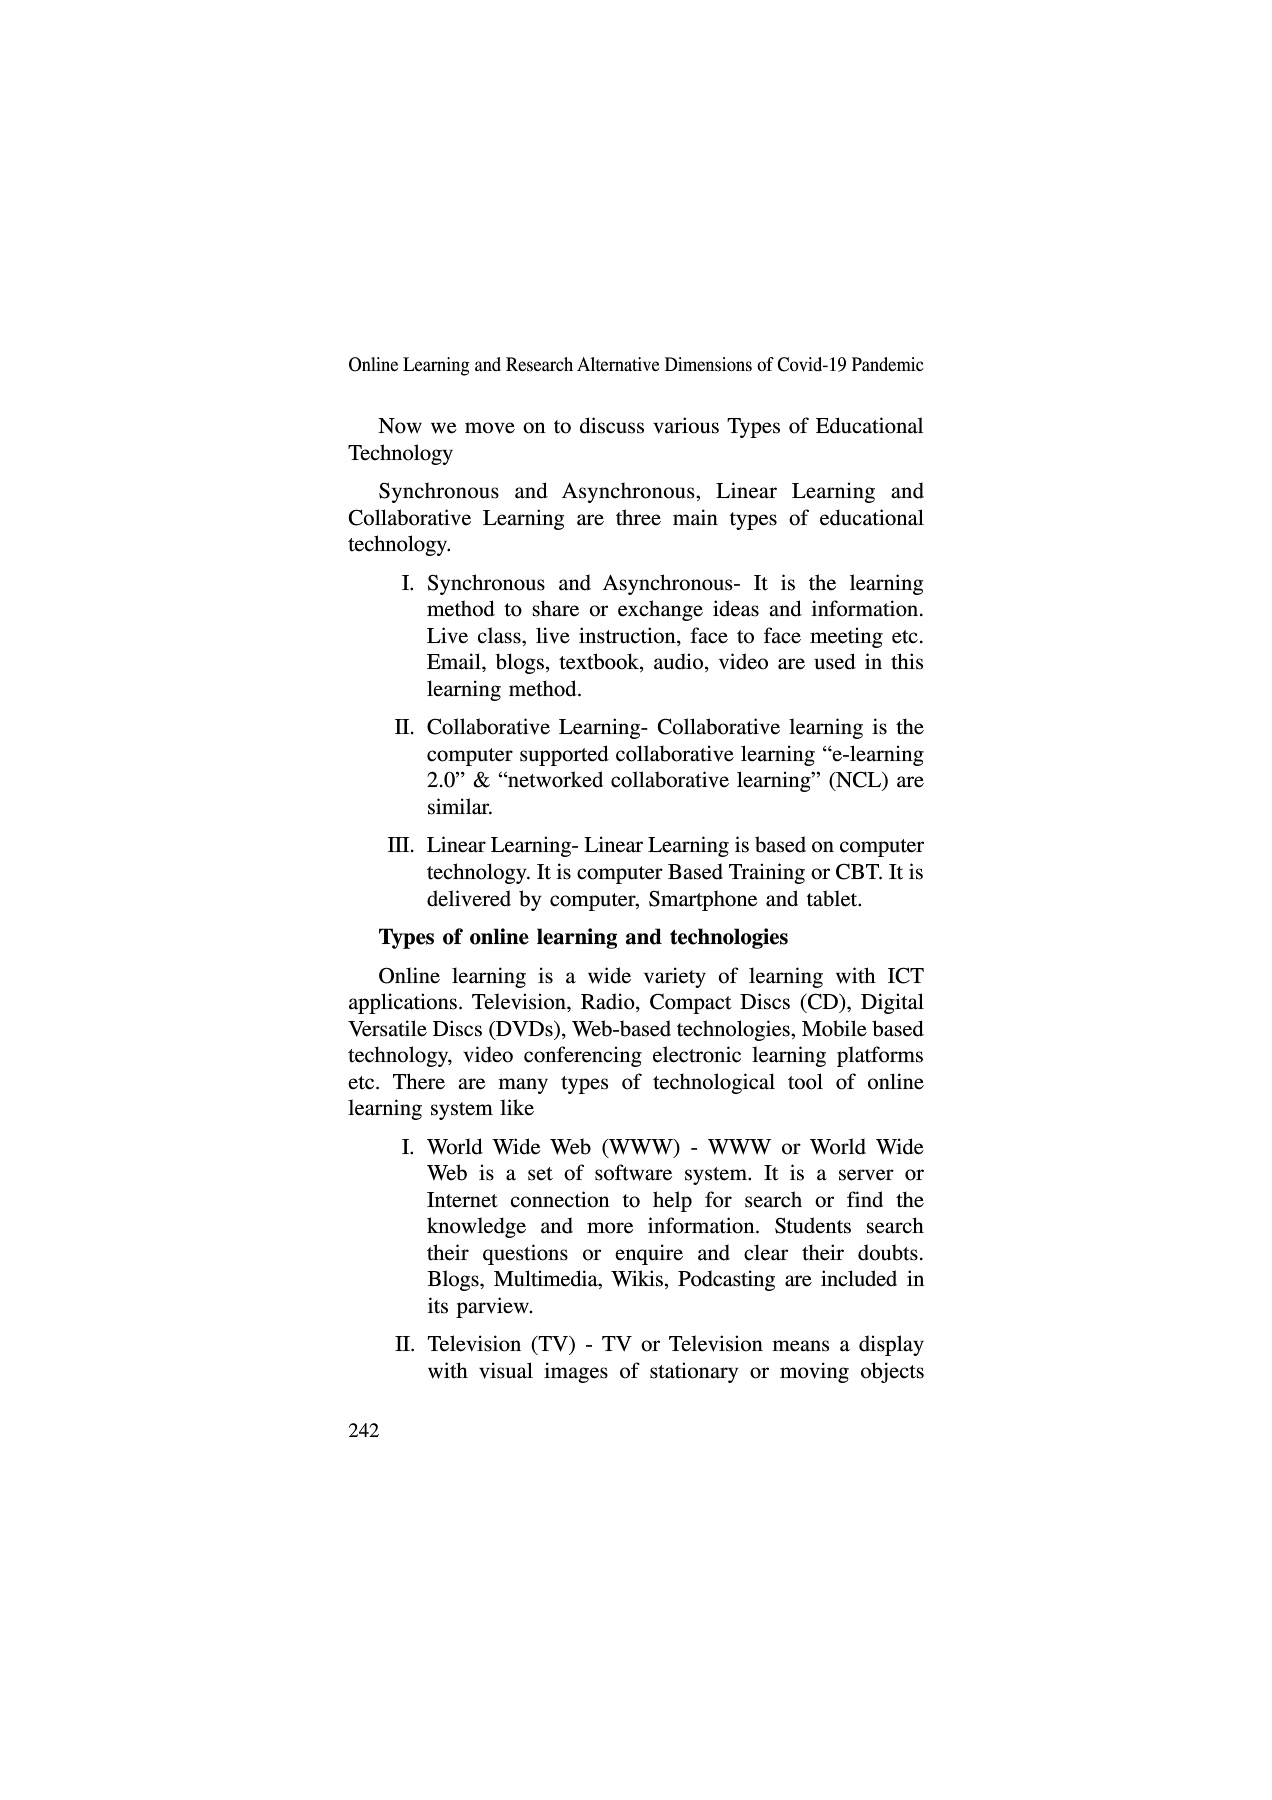 Online Learning and Research Alternative Dimensions of Covid-19 Pandemic
Now we move on to discuss various Types of Educational
Technology
Synchronous and Asynchronous, Linear Learning and
Collaborative Learning are three main types of educational
technology.
I. Synchronous and Asynchronous- It is the learning
method to share or exchange ideas and information.
Live class, live instruction, face to face meeting etc.
Email, blogs, textbook, audio, video are used in this
learning method.
II. Collaborative Learning- Collaborative learning is the
computer supported collaborative learning “e-learning
2.0” & “networked collaborative learning” (NCL) are
similar.
III. Linear Learning- Linear Learning is based on computer
technology. It is computer Based Training or CBT. It is
delivered by computer, Smartphone and tablet.
Types of online learning and technologies
Online learning is a wide variety of learning with ICT
applications. Television, Radio, Compact Discs (CD), Digital
Versatile Discs (DVDs), Web-based technologies, Mobile based
technology, video conferencing electronic learning platforms
etc. There are many types of technological tool of online
learning system like
I. World Wide Web (WWW) - WWW or World Wide
Web is a set of software system. It is a server or
Internet connection to help for search or find the
knowledge and more information. Students search
their questions or enquire and clear their doubts.
Blogs, Multimedia, Wikis, Podcasting are included in
its parview.
II. Television (TV) - TV or Television means a display
with visual images of stationary or moving objects
242